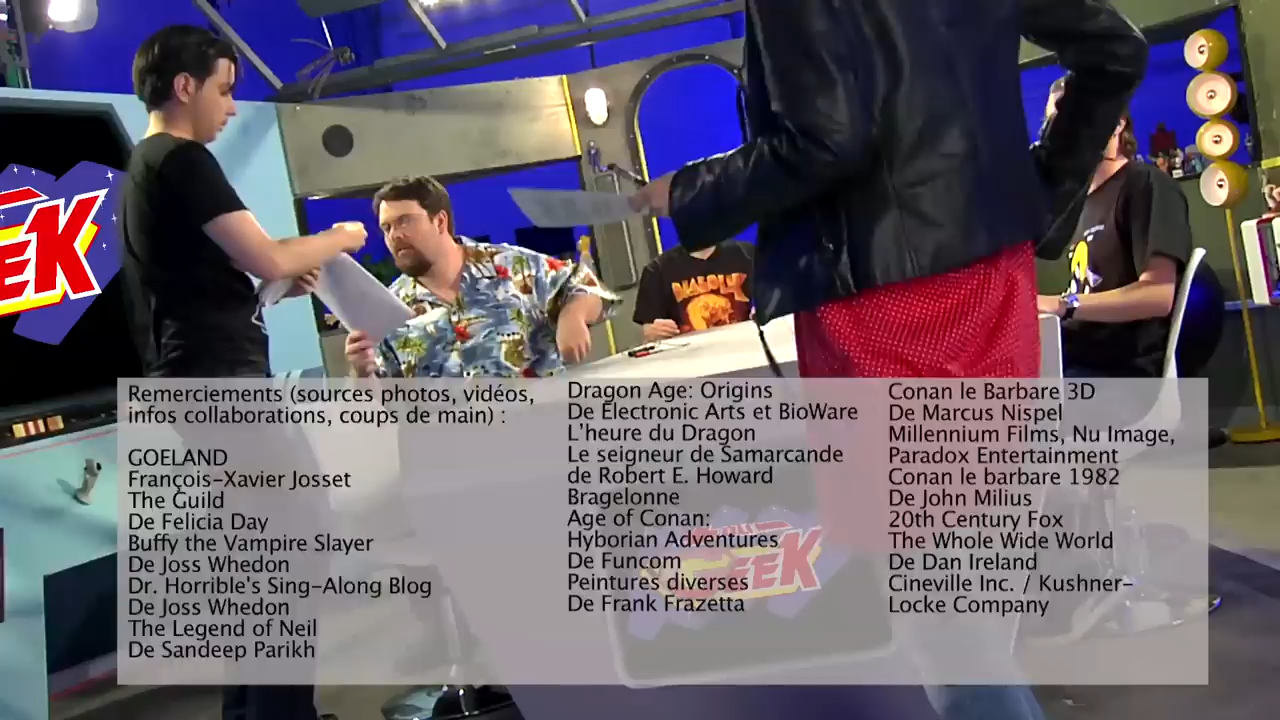 EK
DIABOLIK
Remerciements (sources photos, vidéos,
infos collaborations, coups de main) :
GOELAND
François-Xavier Josset
The Guild
De Felicia Day
Buffy the Vampire Slayer
De Joss Whedon
Dr. Horrible's Sing-Along Blog
De Joss Whedon
The Legend of Neil
De Sandeep Parikh
Dragon Age: Origins
De Electronic Arts et BioWare
L'heure du Dragon
Le seigneur de Samarcande
de Robert E. Howard
Bragelonne
Age of Conan:
Hyborian Adventures
De Funcom
Peintures diverses
De Frank Frazetta
Conan le Barbare 3D
De Marcus Nispel
Millennium Films, Nu Image,
Paradox Entertainment
Conan le barbare 1982
De John Milius
20th Century Fox
The Whole Wide World
De Dan Ireland
Cineville Inc. / Kushner-
Locke Company
GEEK